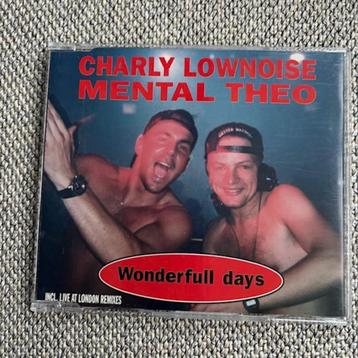 CHARLY LOWNOISE
MENTAL THEO
Wonderfull days
INCL. LIVE AT LONDON REMIXES